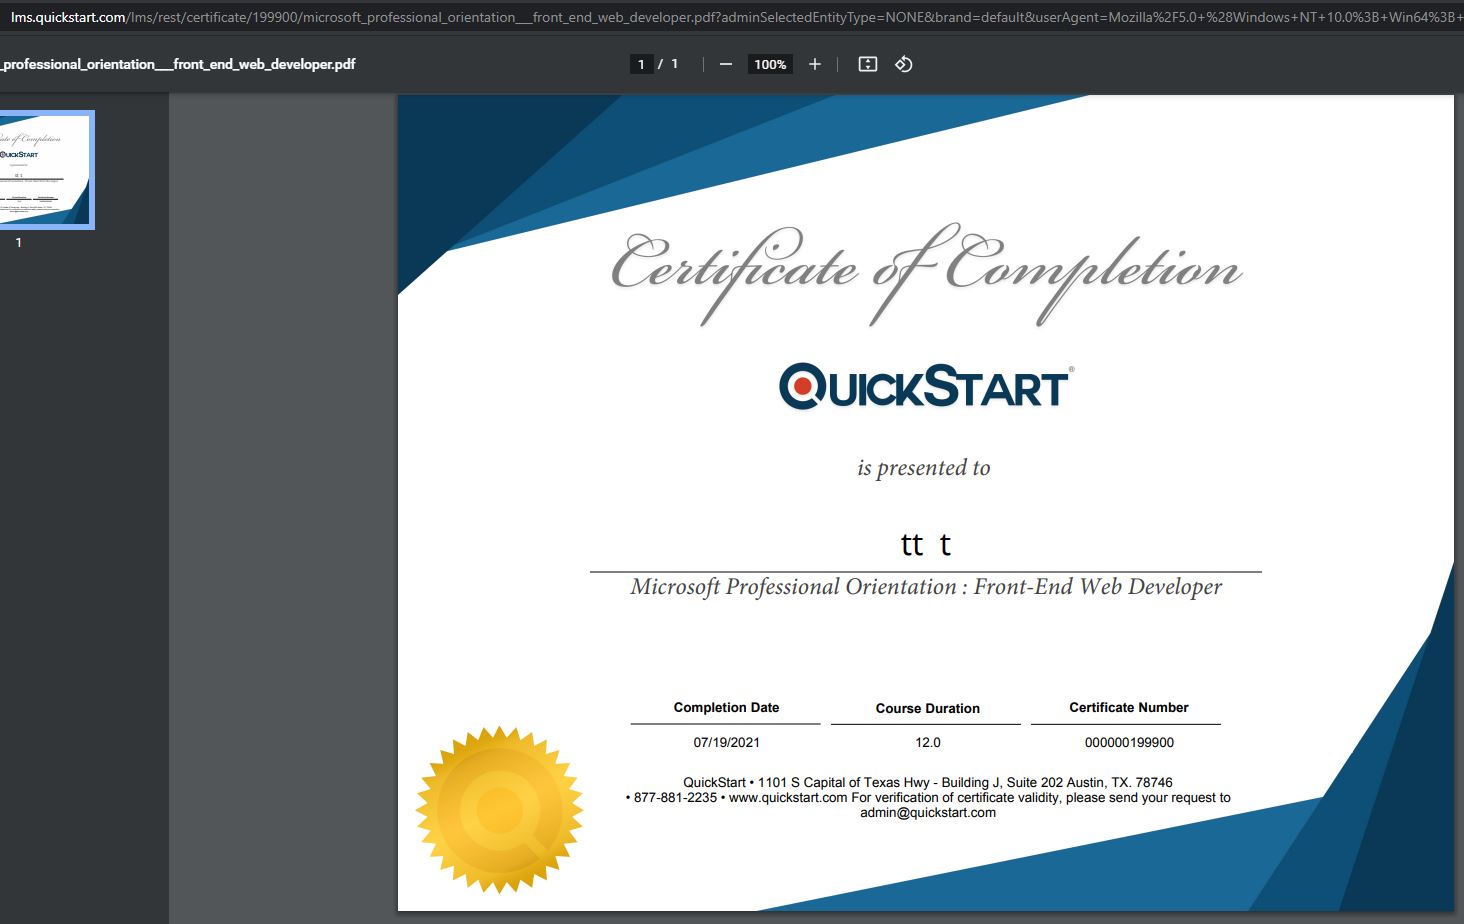 lms.quickstart.com/lms/rest/certificate/199900/microsoft_professional_orientation___front_end_web_developer.pdf?adminSelectedEntityType=NONE&brand=default&userAgent=Mozilla%2F5.0+%28Windows+NT+10.0%3B+Win64%3B+
_professional_orientation___front_end_web_developer.pdf
1 / 1
100%
1
Certificate of Completion
QUICKSTART®
is presented to
tt t
Microsoft Professional Orientation : Front-End Web Developer
Completion Date Course Duration Certificate Number
07/19/2021 12.0 000000199900
QuickStart • 1101 S Capital of Texas Hwy - Building J, Suite 202 Austin, TX. 78746
• 877-881-2235 • www.quickstart.com For verification of certificate validity, please send your request to
admin@quickstart.com